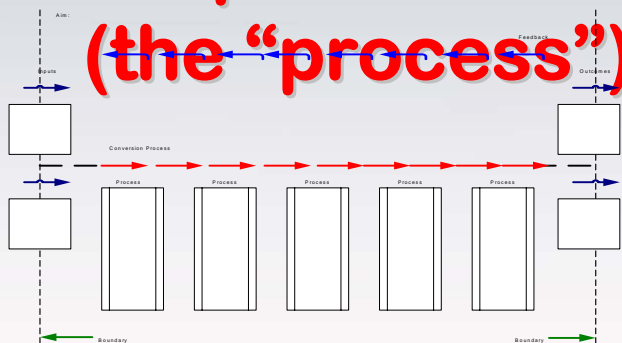 Aim:
(the “process”)
Feedback
Inputs
Outcomes
Conversion Process
Process Process Process Process Process
Boundary Boundary